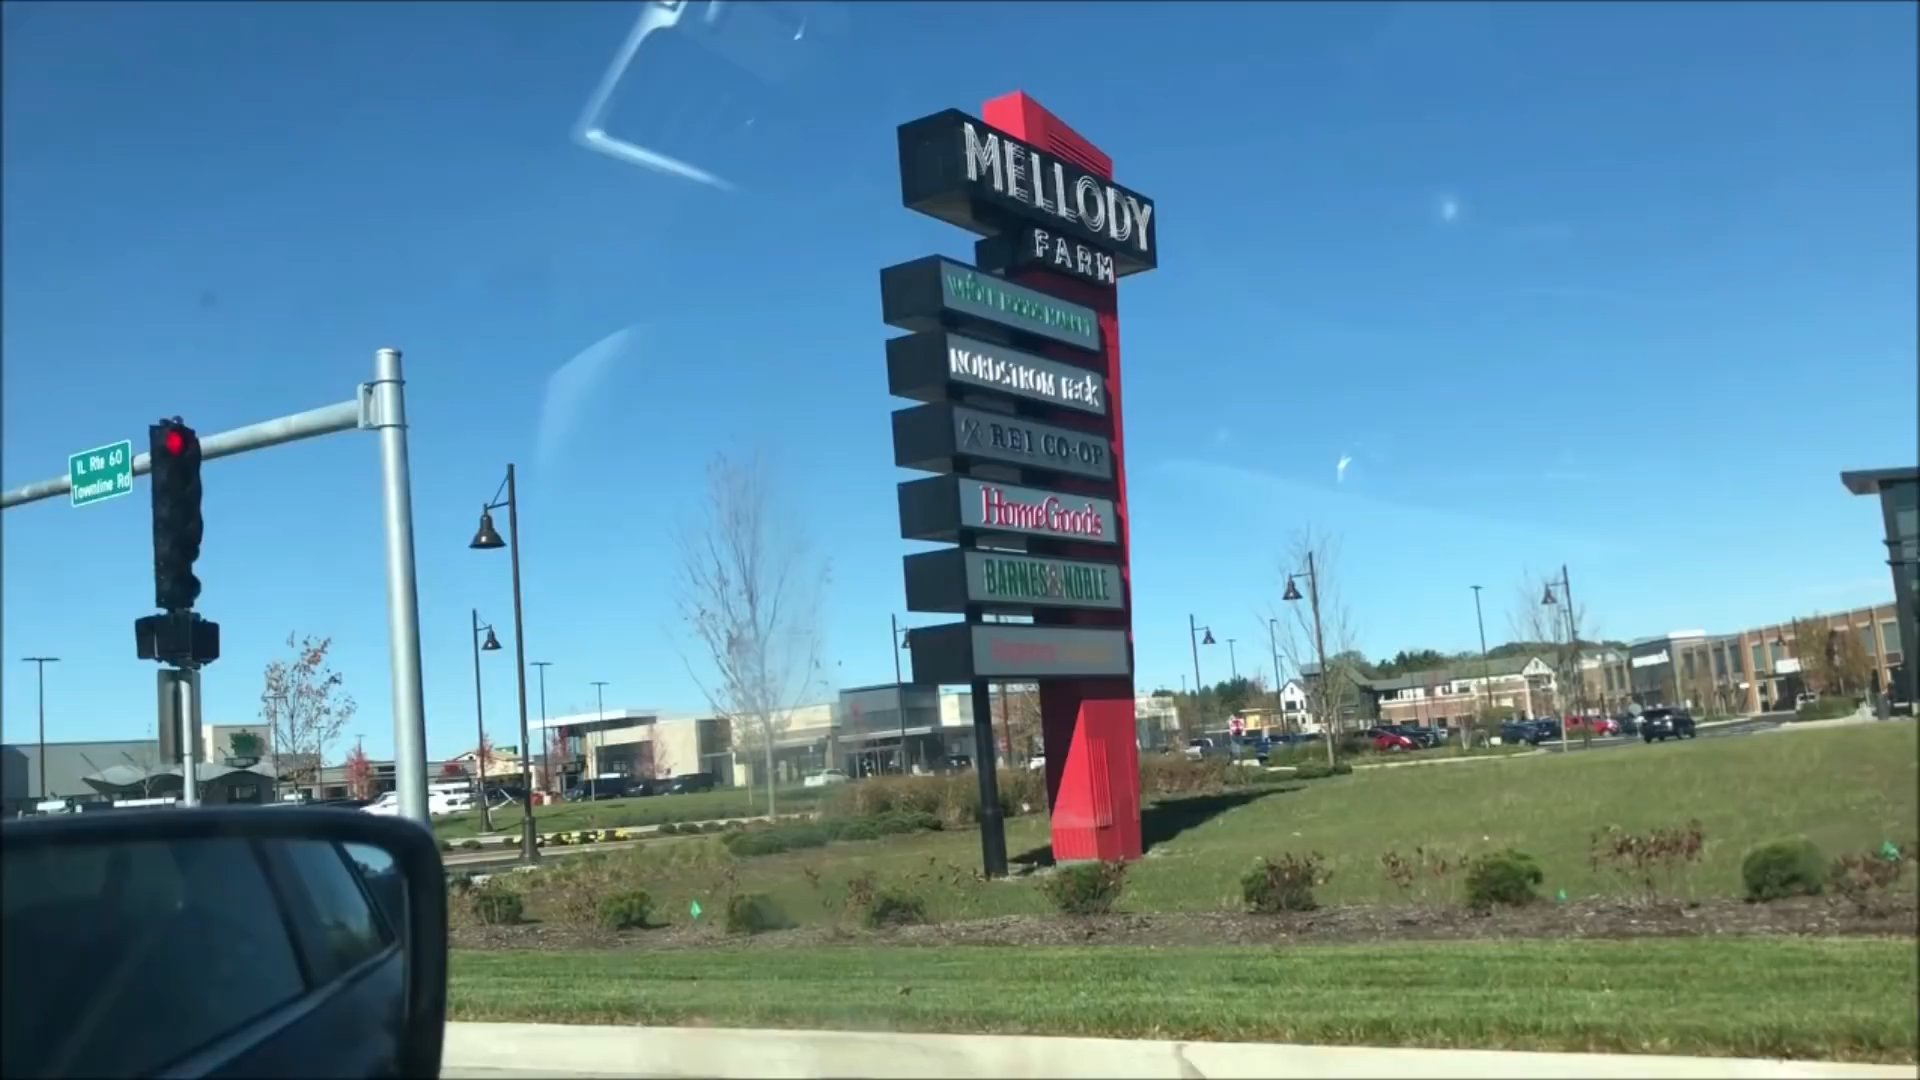 MELLODY
FARM
WHOLE FOODS MARKET
NORDSTROM rack
REI CO-OP
HomeGoods
BARNES & NOBLE
IL Rte 60
Townline Rd